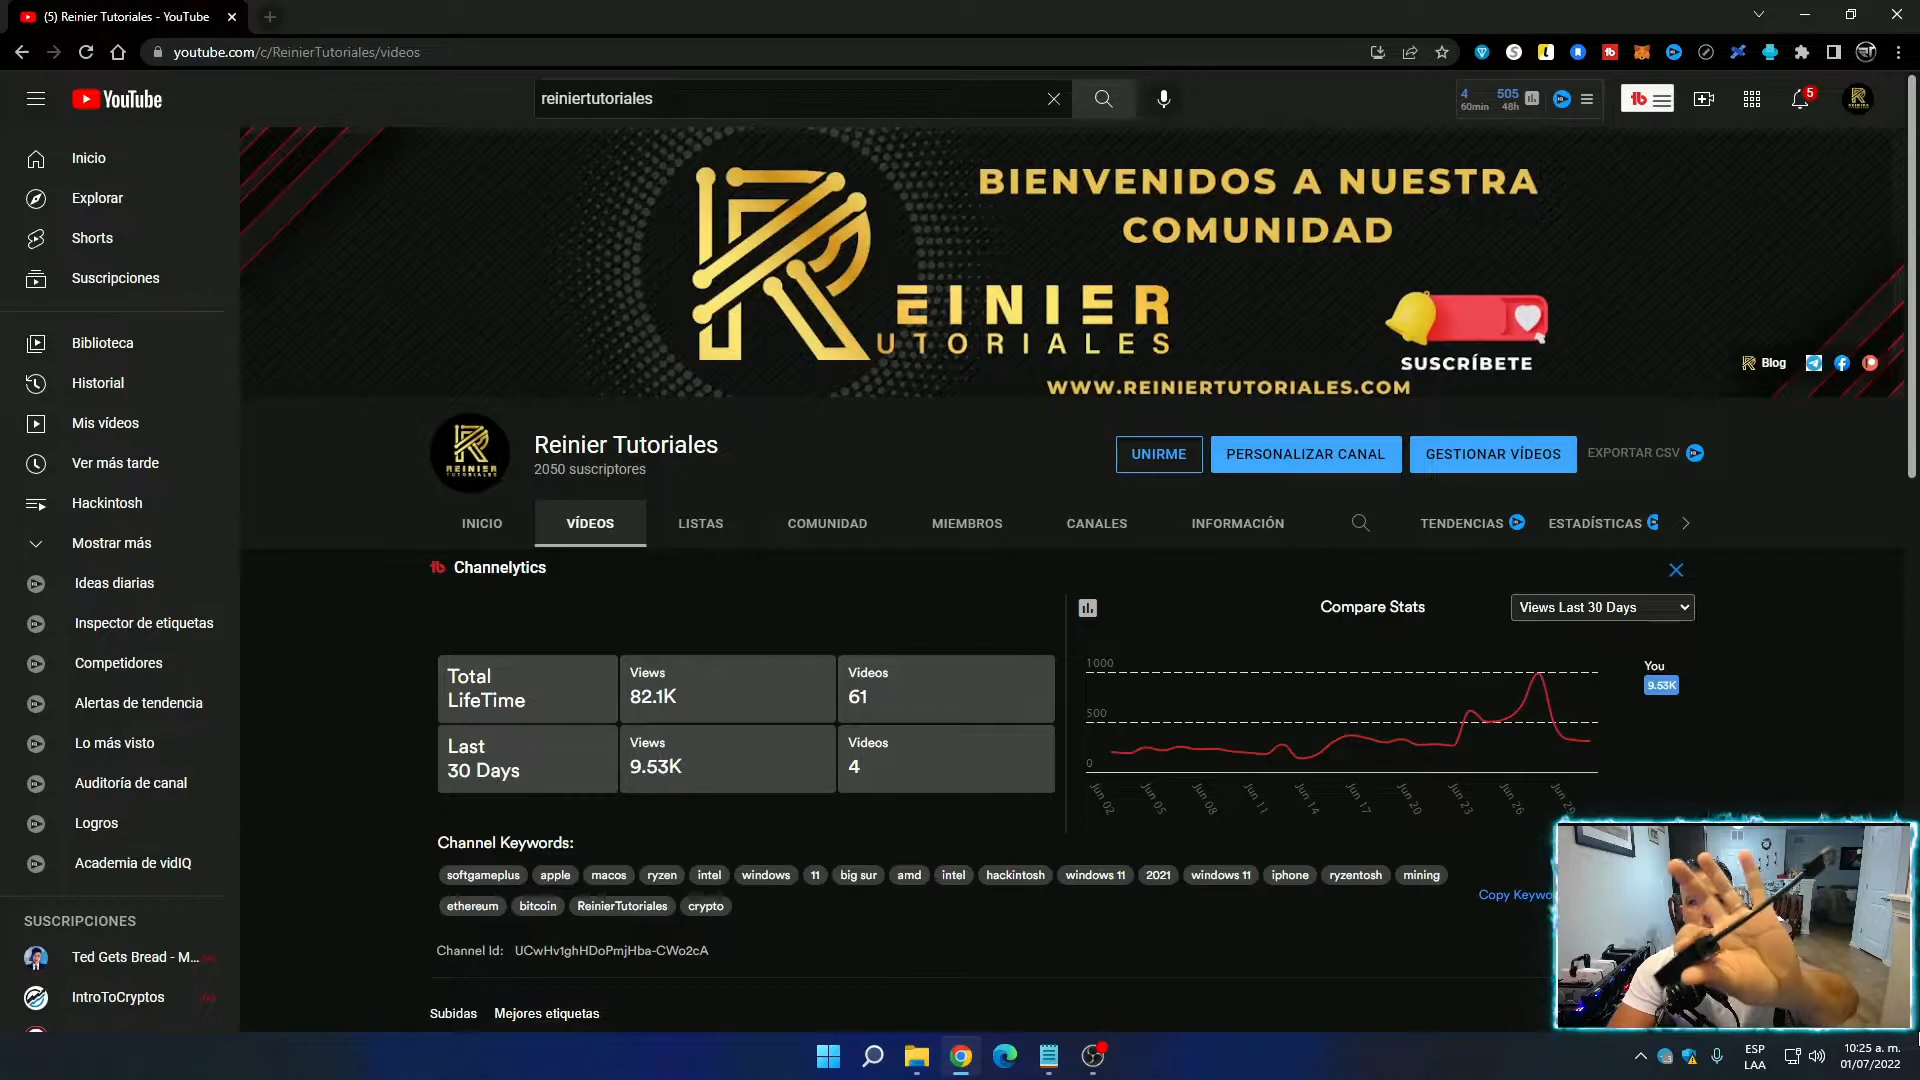 (5) Reinier Tutoriales - YouTube
youtube.com/c/ReinierTutoriales/videos
YouTube
reiniertutoriales
4
60min
505
48h
5
Inicio
Explorar
Shorts
Suscripciones
Biblioteca
Historial
Mis vídeos
Ver más tarde
Hackintosh
Mostrar más
Ideas diarias
Inspector de etiquetas
Competidores
Alertas de tendencia
Lo más visto
Auditoría de canal
Logros
Academia de vidIQ
SUSCRIPCIONES
Ted Gets Bread - M...
IntroToCryptos
BIENVENIDOS A NUESTRA
COMUNIDAD
REINIER
TUTORIALES
SUSCRÍBETE
WWW.REINIERTUTORIALES.COM
Blog
REINIER
Reinier Tutoriales
2050 suscriptores
UNIRME
PERSONALIZAR CANAL
GESTIONAR VÍDEOS
EXPORTAR CSV
INICIO
VÍDEOS
LISTAS
COMUNIDAD
MIEMBROS
CANALES
INFORMACIÓN
TENDENCIAS
ESTADÍSTICAS
tb Channelytics
Compare Stats
Views Last 30 Days
Total
LifeTime
Views
82.1K
Videos
61
Last
30 Days
Views
9.53K
Videos
4
1000
500
0
Jun 02
Jun 05
Jun 08
Jun 11
Jun 14
Jun 17
Jun 20
Jun 23
Jun 26
Jun 29
You
9.53K
Channel Keywords:
softgameplus apple macos ryzen intel windows 11 big sur amd intel hackintosh windows 11 2021 windows 11 iphone ryzentosh mining
ethereum bitcoin ReinierTutoriales crypto
Copy Keywo
Channel Id: UCwHv1ghHDoPmjHba-CWo2cA
Subidas
Mejores etiquetas
ESP
LAA
10:25 a. m.
01/07/2022